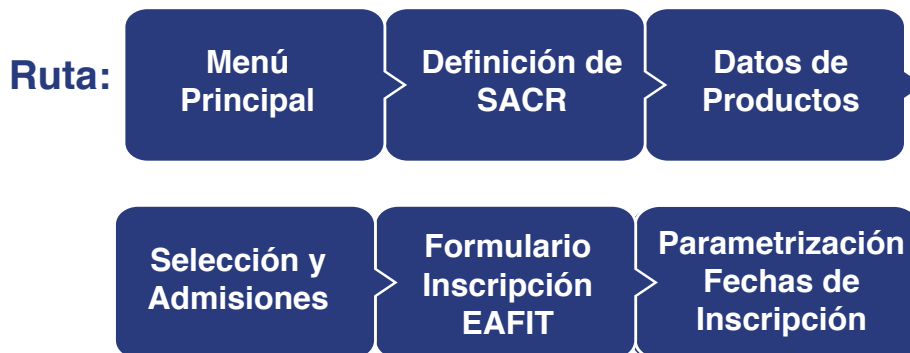 Ruta:
Menú
Principal
Definición de
SACR
Datos de
Productos
Selección y
Admisiones
Formulario
Inscripción
EAFIT
Parametrización
Fechas de
Inscripción